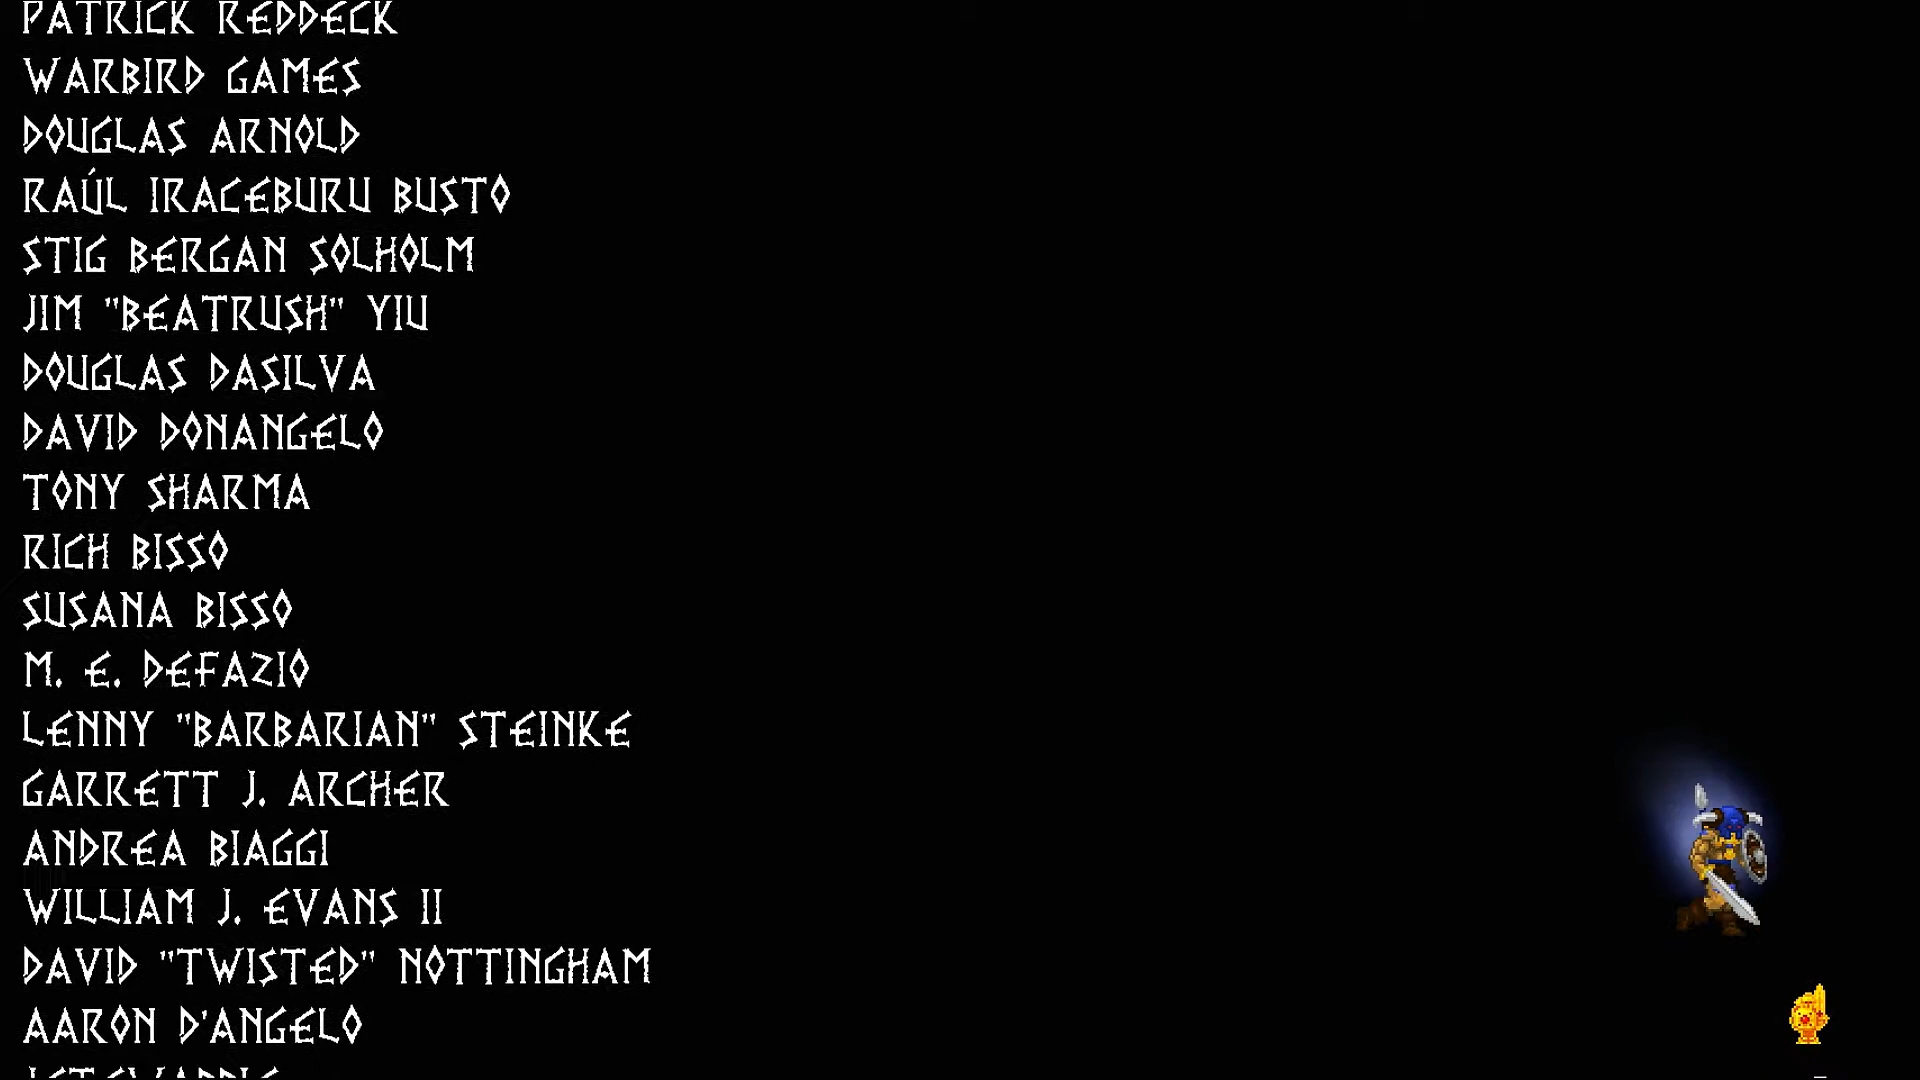 PATRICK REDDECK
WARBIRD GAMES
DOUGLAS ARNOLD
RAÚL IRACEBURU BUSTO
STIG BERGAN SOLHOLM
JIM "BEATRUSH" YIU
DOUGLAS DASILVA
DAVID DONANGELO
TONY SHARMA
RICH BISSO
SUSANA BISSO
M. E. DEFAZIO
LENNY "BARBARIAN" STEINKE
GARRETT J. ARCHER
ANDREA BIAGGI
WILLIAM J. EVANS II
DAVID "TWISTED" NOTTINGHAM
AARON D'ANGELO